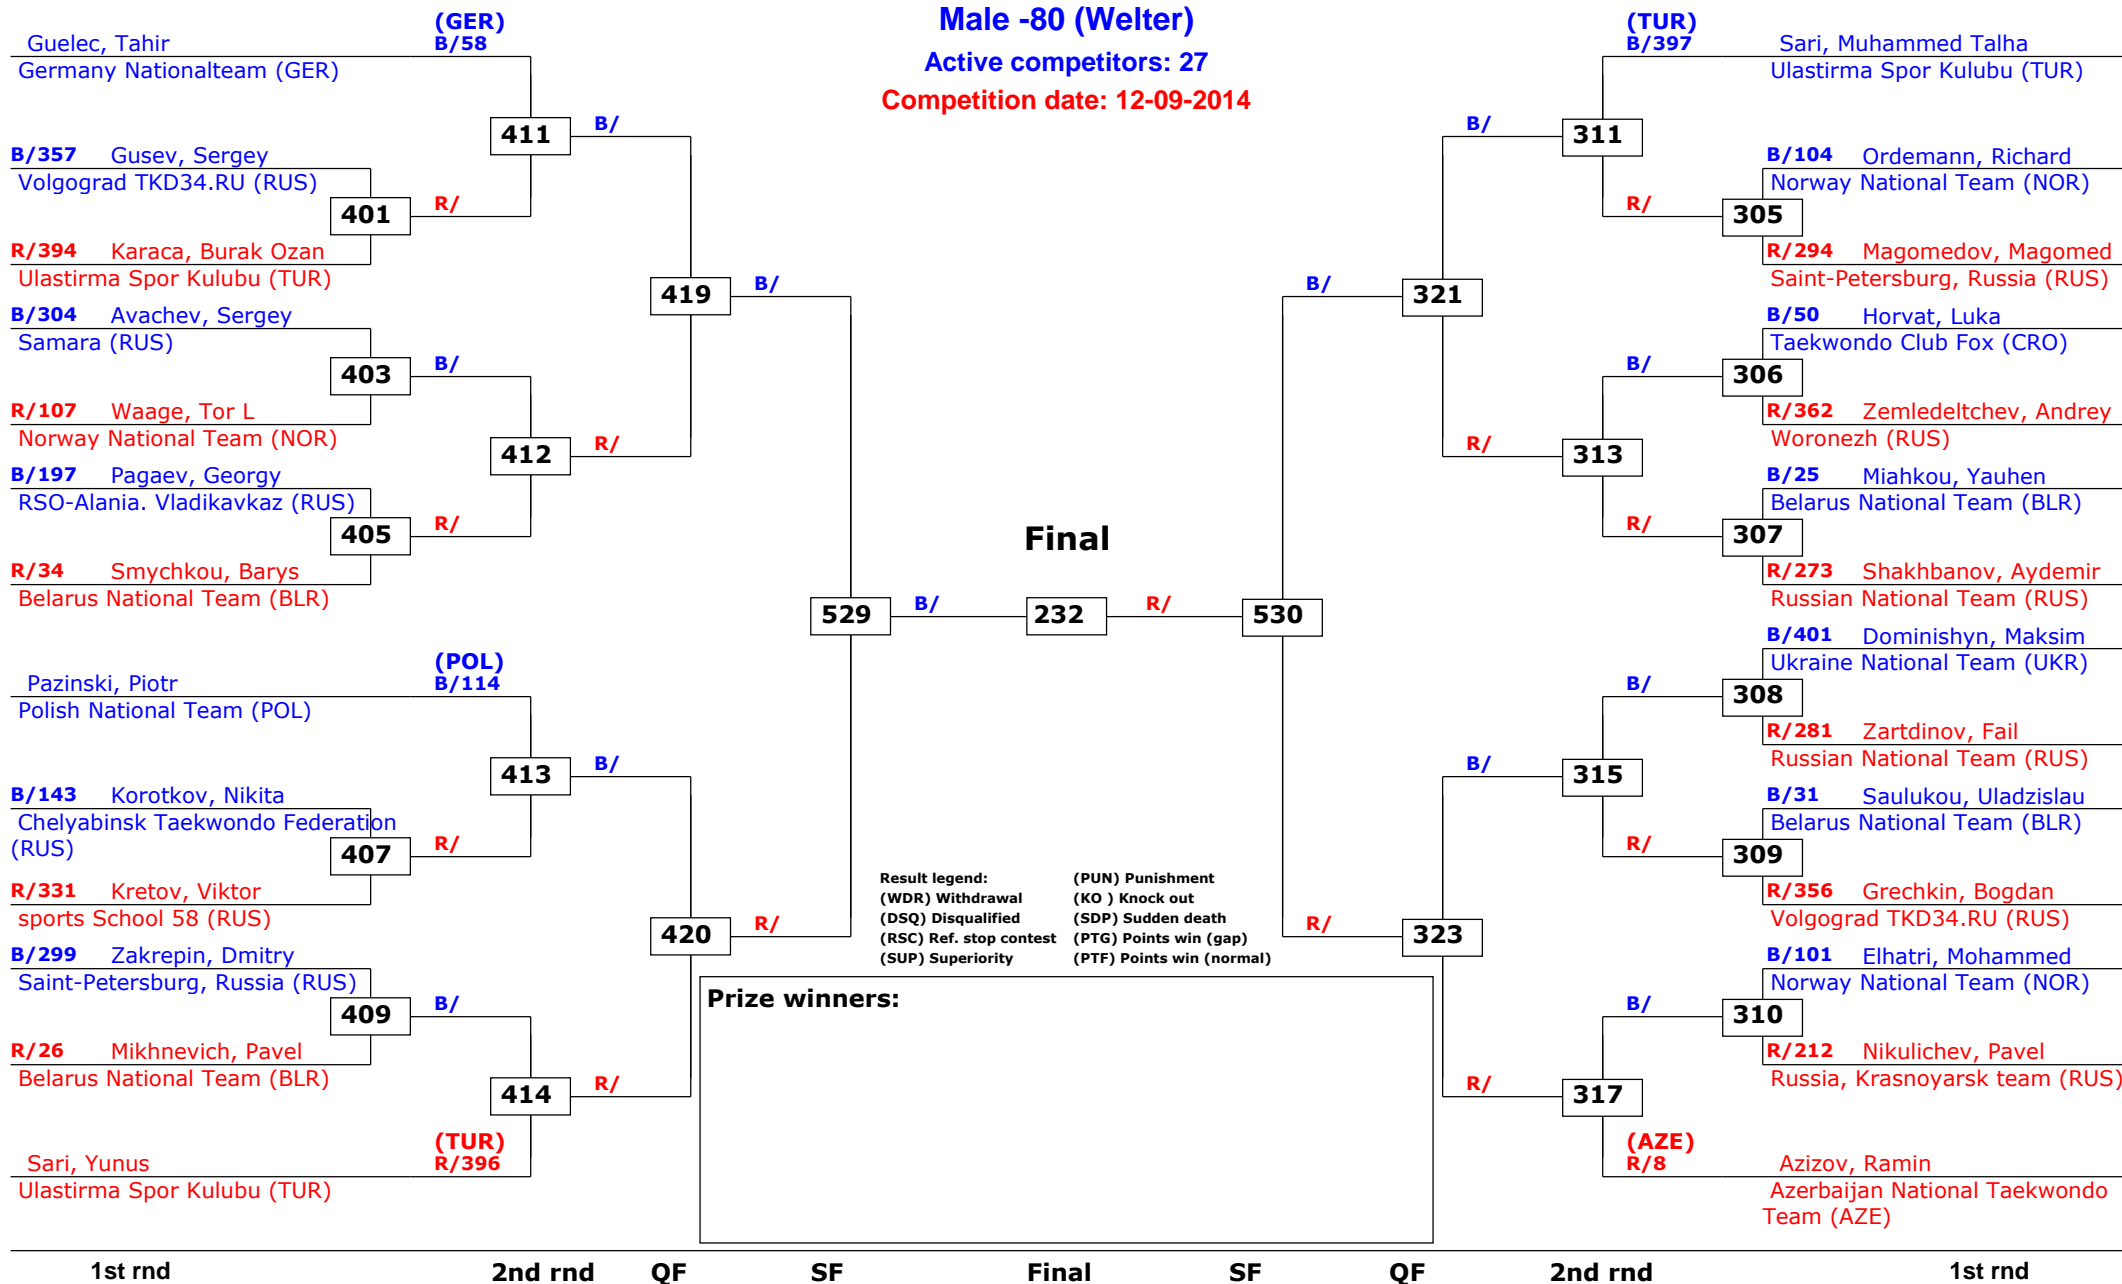 Male -80 (Welter)
Active competitors: 27
Competition date: 12-09-2014
(GER)
Guelec, Tahir B/58
Germany Nationalteam (GER)
411
B/
B/357 Gusev, Sergey
Volgograd TKD34.RU (RUS)
401
R/
R/394 Karaca, Burak Ozan
Ulastirma Spor Kulubu (TUR)
419
B/
B/304 Avachev, Sergey
Samara (RUS)
403
B/
R/107 Waage, Tor L
Norway National Team (NOR)
412
R/
B/197 Pagaev, Georgy
RSO-Alania. Vladikavkaz (RUS)
405
R/
R/34 Smychkou, Barys
Belarus National Team (BLR)
529
B/
(POL)
Pazinski, Piotr B/114
Polish National Team (POL)
413
B/
B/143 Korotkov, Nikita
Chelyabinsk Taekwondo Federation
(RUS)
407
R/
R/331 Kretov, Viktor
sports School 58 (RUS)
420
R/
B/299 Zakrepin, Dmitry
Saint-Petersburg, Russia (RUS)
409
B/
R/26 Mikhnevich, Pavel
Belarus National Team (BLR)
414
R/
(TUR)
Sari, Yunus R/396
Ulastirma Spor Kulubu (TUR)
Final
232
R/
(TUR)
B/397 Sari, Muhammed Talha
Ulastirma Spor Kulubu (TUR)
B/
311
B/104 Ordemann, Richard
Norway National Team (NOR)
R/
305
R/294 Magomedov, Magomed
Saint-Petersburg, Russia (RUS)
B/
321
B/50 Horvat, Luka
Taekwondo Club Fox (CRO)
B/
306
R/362 Zemledeltchev, Andrey
Woronezh (RUS)
R/
313
B/25 Miahkou, Yauhen
Belarus National Team (BLR)
R/
307
R/273 Shakhbanov, Aydemir
Russian National Team (RUS)
530
B/401 Dominishyn, Maksim
Ukraine National Team (UKR)
B/
308
R/281 Zartdinov, Fail
Russian National Team (RUS)
B/
315
B/31 Saulukou, Uladzislau
Belarus National Team (BLR)
R/
309
R/356 Grechkin, Bogdan
Volgograd TKD34.RU (RUS)
R/
323
B/101 Elhatri, Mohammed
Norway National Team (NOR)
B/
310
R/212 Nikulichev, Pavel
Russia, Krasnoyarsk team (RUS)
R/
317
(AZE)
R/8 Azizov, Ramin
Azerbaijan National Taekwondo
Team (AZE)
Result legend: (PUN) Punishment
(WDR) Withdrawal (KO ) Knock out
(DSQ) Disqualified (SDP) Sudden death
(RSC) Ref. stop contest (PTG) Points win (gap)
(SUP) Superiority (PTF) Points win (normal)
Prize winners:
1st rnd 2nd rnd QF SF Final SF QF 2nd rnd 1st rnd